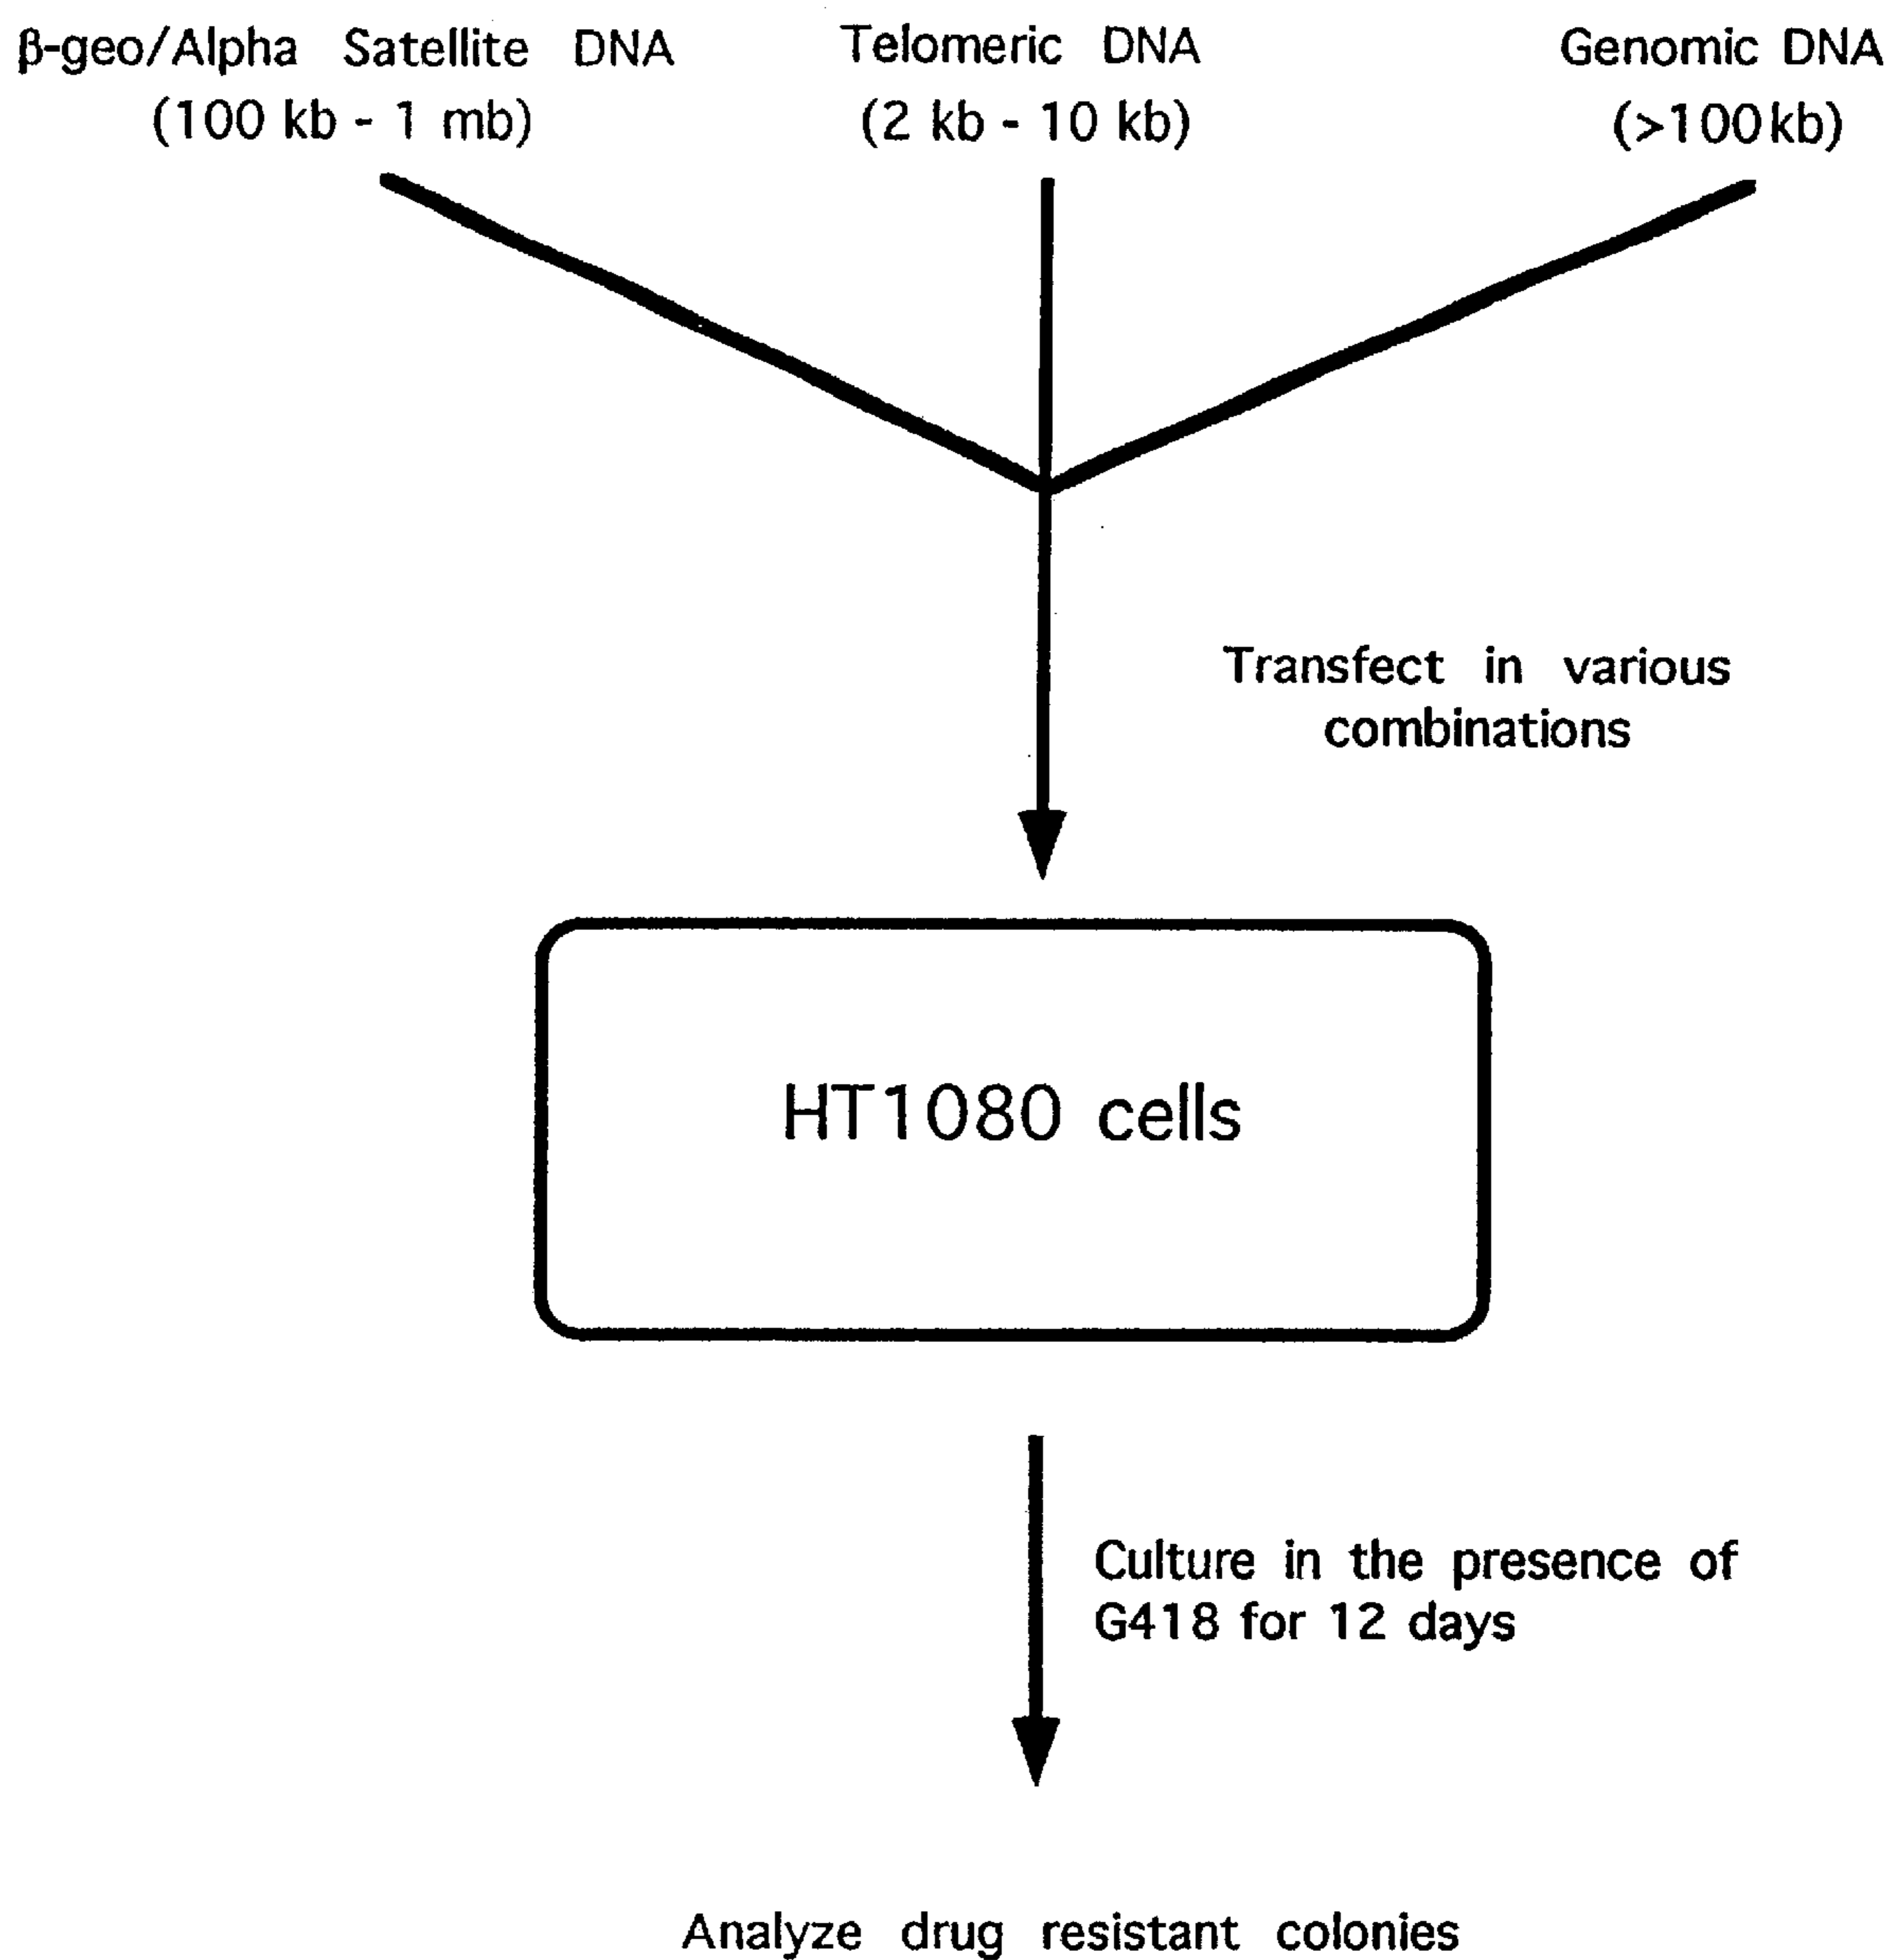 β-geo/Alpha Satellite DNA
(100 kb - 1 mb)
Telomeric DNA
(2 kb - 10 kb)
Genomic DNA
(>100kb)
Transfect in various
combinations
HT1080 cells
Culture in the presence of
G418 for 12 days
Analyze drug resistant colonies